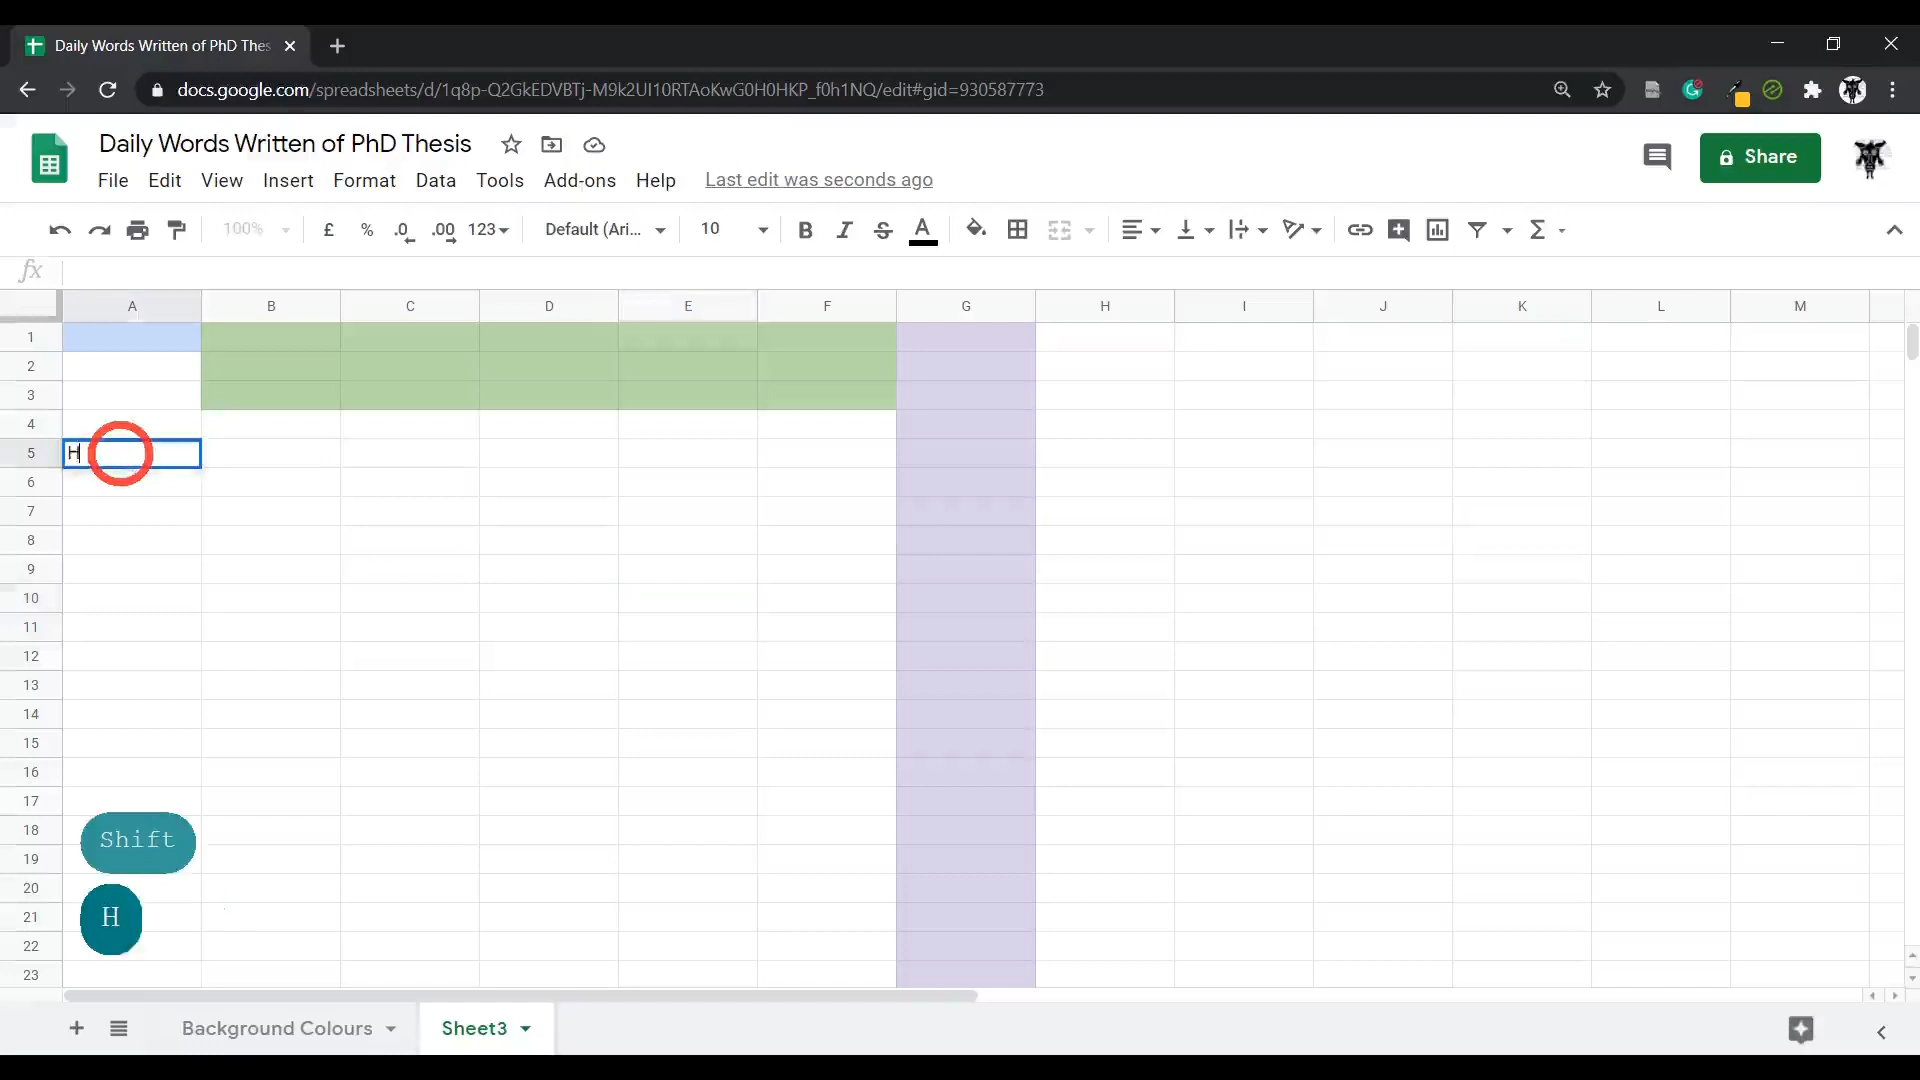 Daily Words Written of PhD Thes
docs.google.com/spreadsheets/d/1q8p-Q2GkEDVBTj-M9k2UI10RTAoKwG0H0HKP_f0h1NQ/edit#gid=930587773
Daily Words Written of PhD Thesis
Share
File Edit View Insert Format Data Tools Add-ons Help Last edit was seconds ago
100% £ % .0 .00 123 Default (Ari... 10 B I S A Σ
fx
A B C D E F G H I J K L M
1
2
3
4
5 H
6
7
8
9
10
11
12
13
14
15
16
17
18
Shift
19
20
21
H
22
23
Background Colours Sheet3